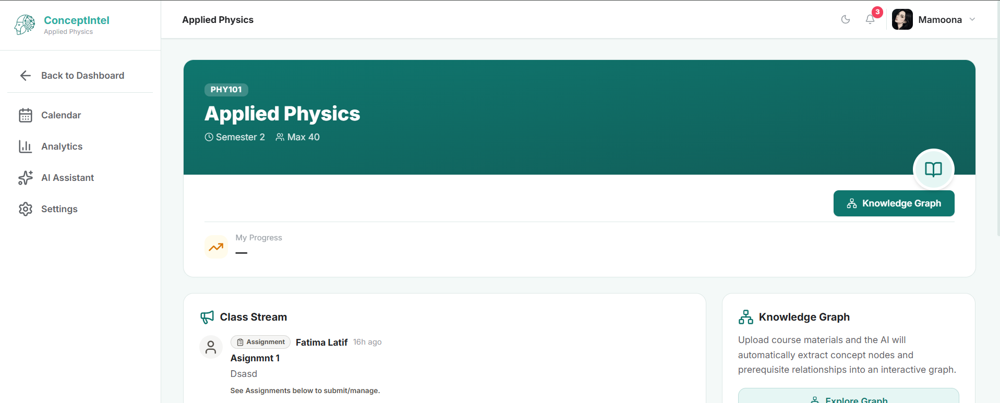 ConceptIntel
Applied Physics
Back to Dashboard
Calendar
Analytics
AI Assistant
Settings
Applied Physics
3
Mamoona
PHY101
Applied Physics
Semester 2 Max 40
Knowledge Graph
My Progress
—
Class Stream
Assignment Fatima Latif 16h ago
Asignmnt 1
Dsasd
See Assignments below to submit/manage.
Knowledge Graph
Upload course materials and the AI will
automatically extract concept nodes and
prerequisite relationships into an interactive graph.
Explore Graph